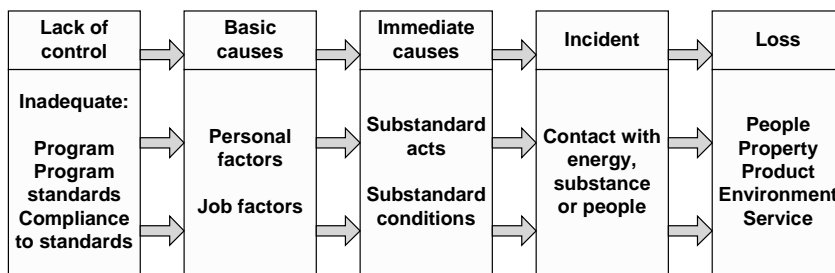 Lack of
control
Inadequate:
Program
Program
standards
Compliance
to standards
Basic
causes
Personal
factors
Job factors
Immediate
causes
Substandard
acts
Substandard
conditions
Incident
Contact with
energy,
substance
or people
Loss
People
Property
Product
Environment
Service